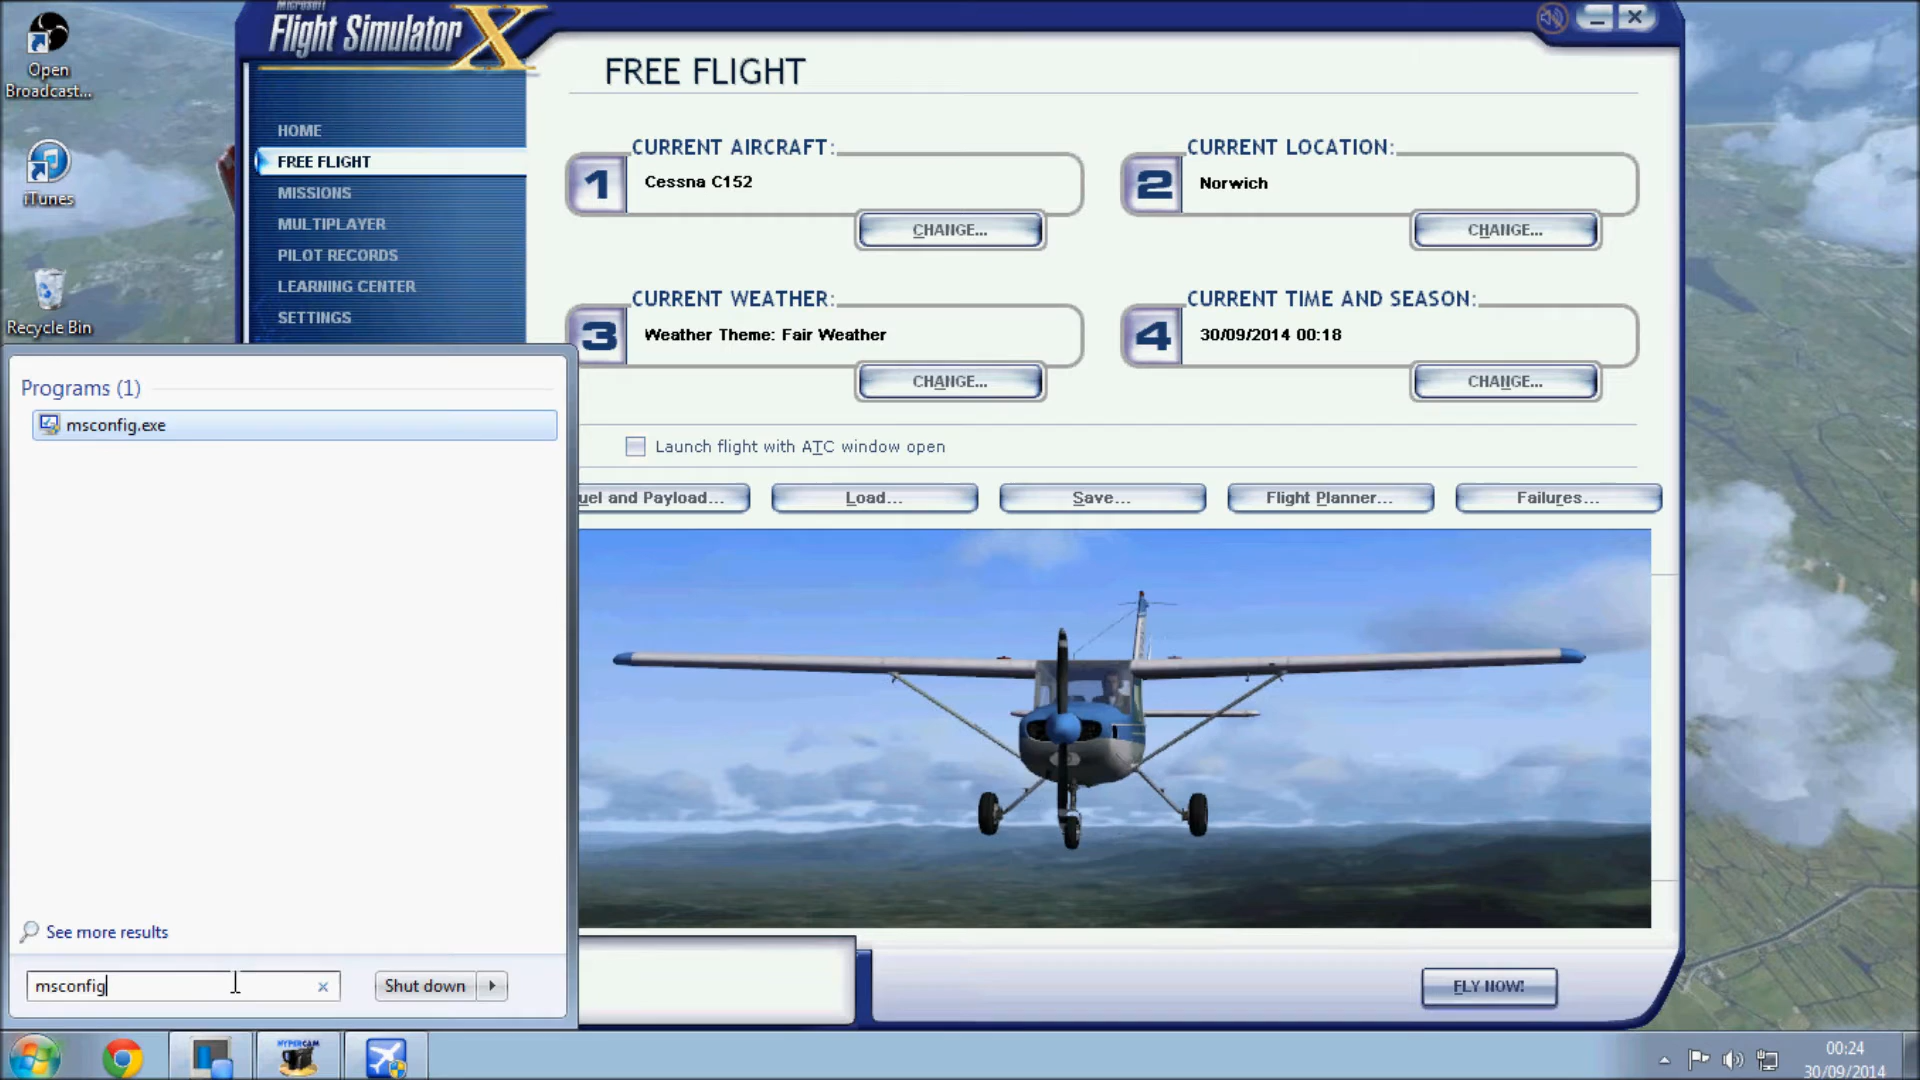 Open
Broadcast...
iTunes
Recycle Bin
Microsoft
Flight Simulator X
HOME
FREE FLIGHT
MISSIONS
MULTIPLAYER
PILOT RECORDS
LEARNING CENTER
SETTINGS
FREE FLIGHT
CURRENT AIRCRAFT:
1
Cessna C152
CHANGE...
CURRENT LOCATION:
2
Norwich
CHANGE...
CURRENT WEATHER:
3
Weather Theme: Fair Weather
CHANGE...
CURRENT TIME AND SEASON:
4
30/09/2014 00:18
CHANGE...
Launch flight with ATC window open
uel and Payload...
Load...
Save...
Flight Planner...
Failures...
FLY NOW!
Programs (1)
msconfig.exe
See more results
msconfig
Shut down
HYPERCAM
00:24
30/09/2014